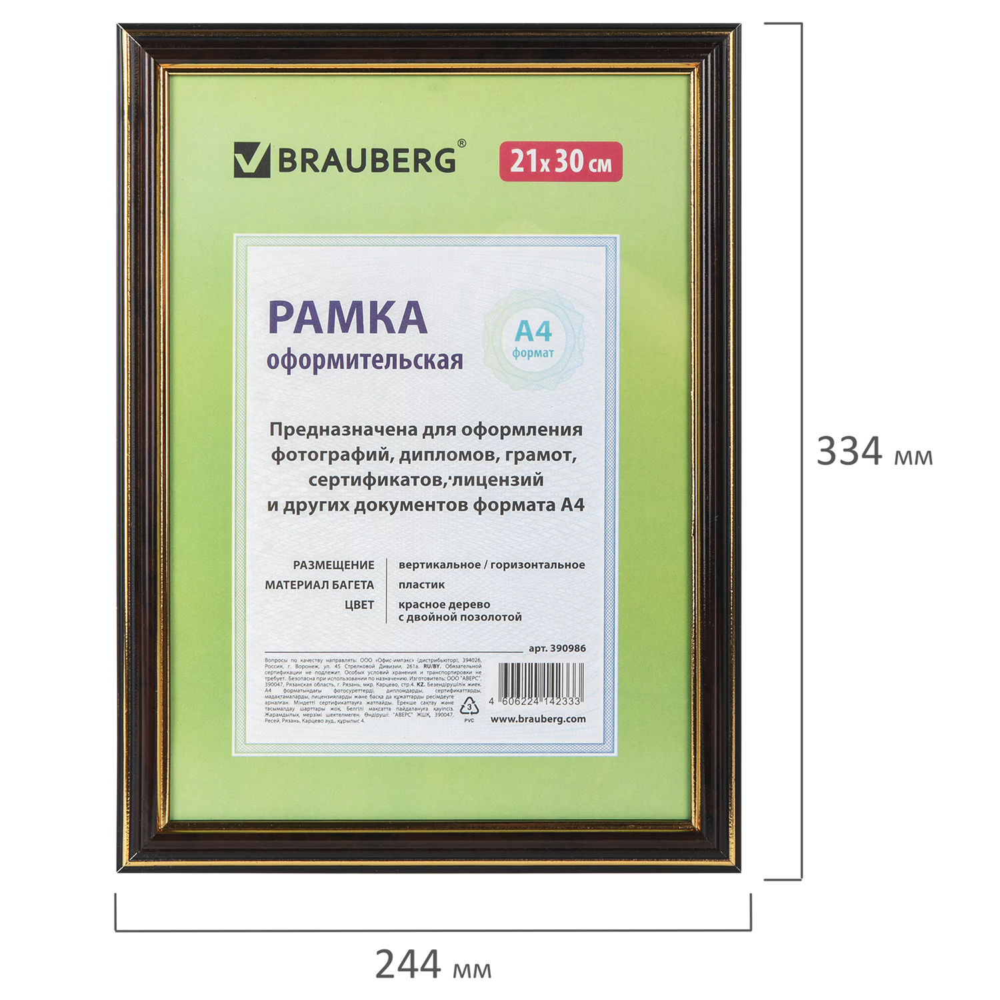 BRAUBERG®
21х30 см
РАМКА
оформительская
А4
формат
Предназначена для оформления
фотографий, дипломов, грамот,
сертификатов, лицензий
и других документов формата А4
РАЗМЕЩЕНИЕ вертикальное / горизонтальное
МАТЕРИАЛ БАГЕТА пластик
ЦВЕТ красное дерево
с двойной позолотой
арт. 390986
Вопросы по качеству направлять: ООО «Офис-импэкс» (дистрибьютор), 394026,
Россия, г. Воронеж, ул. 45 Стрелковой Дивизии, 261а. RU/BY. Обязательной
сертификации не подлежит. Особых условий хранения и транспортировки не
требует. Безопасна при использовании по назначению. Изготовитель: ООО "АВЕРС",
390047, Рязанская область, г. Рязань, мкр. Карцево, стр.4. KZ. Безендірушілік жиек.
А4 форматындағы фотосуреттерді, дипломдарды, сертификаттарды,
мадақтамаларды, лицензияларды және басқа да құжаттарды ресімдеуге
арналған. Міндетті сертификаттауға жатпайды. Ерекше сақтау және
тасымалдау шарттары жоқ. Белгілі мақсатта пайдалануға қауіпсіз.
Жарамдылық мерзімі шектелмеген. Өндіруші: "АВЕРС" ЖШҚ, 390047,
Ресей, Рязань, Карцево ауд., құрылыс 4.
3
PVC
4 606224 142333
www.brauberg.com
334 мм
244 мм